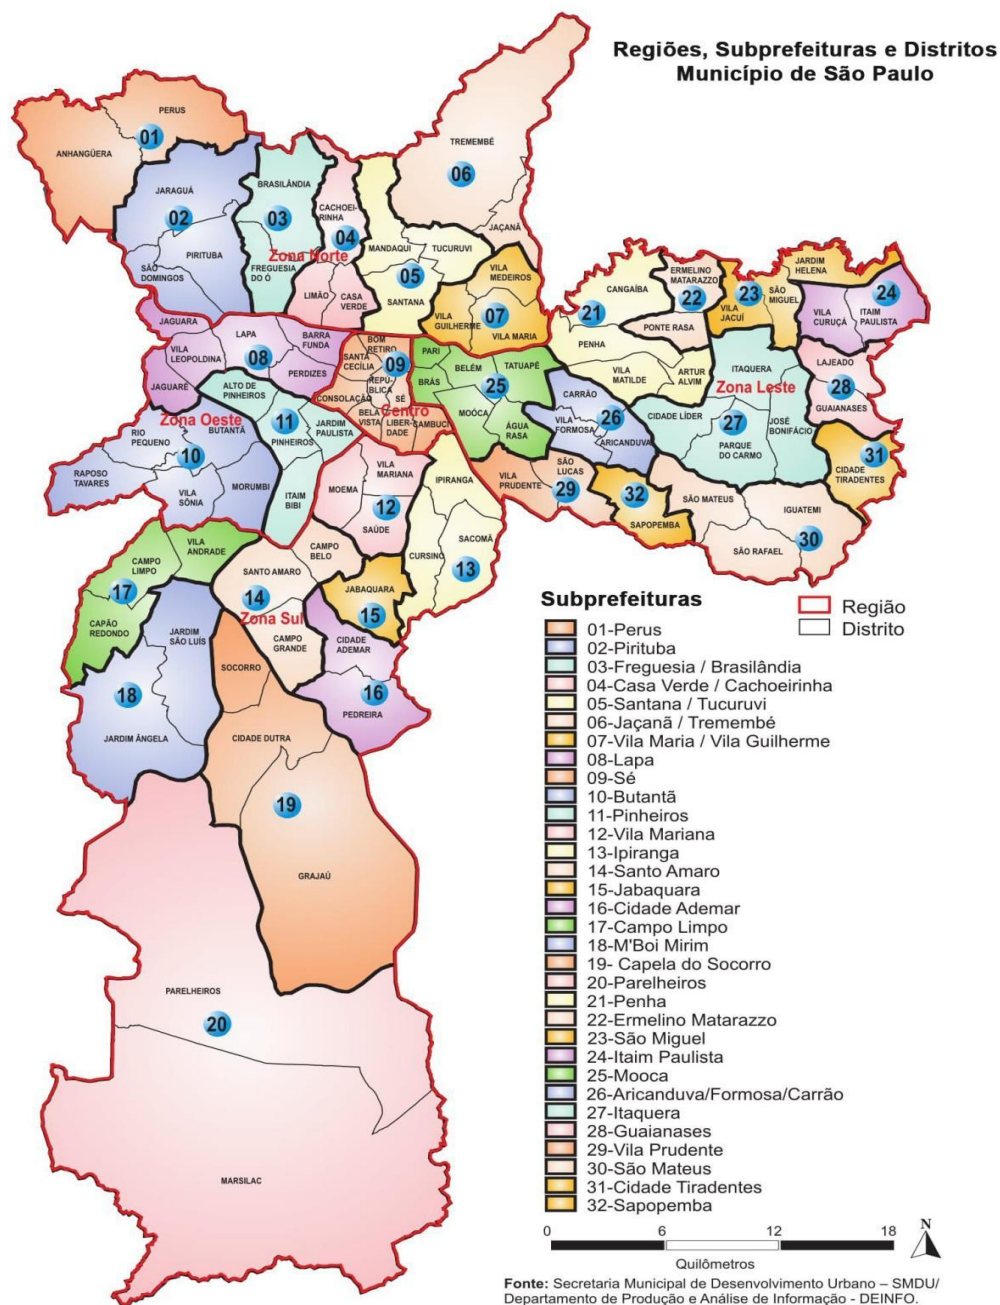 Regiões, Subprefeituras e Distritos
Município de São Paulo
PERUS
01
ANHANGÜERA
TREMEMBÉ
06
JAÇANÃ
JARAGUÁ
02
PIRITUBA
SÃO
DOMINGOS
BRASILÂNDIA
03
FREGUESIA
DO Ó
Zona Norte
CACHOEI-
RINHA
04
LIMÃO
CASA
VERDE
MANDAQUI
TUCURUVI
05
SANTANA
VILA
MEDEIROS
07
VILA
GUILHERME
VILA MARIA
CANGAÍBA
21
PENHA
VILA
MATILDE
ARTUR
ALVIM
ERMELINO
MATARAZZO
22
PONTE RASA
JARDIM
HELENA
23
SÃO
MIGUEL
VILA
JACUÍ
24
VILA
CURUÇÁ
ITAIM
PAULISTA
JAGUARA
LAPA
BARRA
FUNDA
VILA
LEOPOLDINA
08
PERDIZES
JAGUARÉ
BOM
RETIRO
SANTA
CECÍLIA
09
REPÚ-
BLICA
SÉ
CONSOLAÇÃO
Centro
BELA
VISTA
LIBER-
DADE
CAMBUCI
PARI
BELÉM
TATUAPÉ
BRÁS
25
MOÓCA
ÁGUA
RASA
CARRÃO
VILA
FORMOSA
26
ARICANDUVA
ITAQUERA
Zona Leste
CIDADE LÍDER
27
JOSÉ
BONIFÁCIO
PARQUE
DO CARMO
LAJEADO
28
GUAIANASES
31
CIDADE
TIRADENTES
ALTO DE
PINHEIROS
11
JARDIM
PAULISTA
PINHEIROS
ITAIM
BIBI
Zona Oeste
RIO
PEQUENO
BUTANTÃ
10
RAPOSO
TAVARES
VILA
SÔNIA
MORUMBI
VILA
MARIANA
MOEMA
12
SAÚDE
IPIRANGA
SACOMÃ
CURSINO
13
VILA
PRUDENTE
SÃO
LUCAS
29
32
SAPOPEMBA
SÃO MATEUS
IGUATEMI
SÃO RAFAEL
30
VILA
ANDRADE
CAMPO
LIMPO
17
CAPÃO
REDONDO
CAMPO
BELO
SANTO AMARO
14
Zona Sul
CAMPO
GRANDE
JABAQUARA
15
CIDADE
ADEMAR
16
PEDREIRA
JARDIM
SÃO LUÍS
18
JARDIM ÂNGELA
SOCORRO
CIDADE DUTRA
19
GRAJAÚ
PARELHEIROS
20
MARSILAC
Subprefeituras
Região
Distrito
01-Perus
02-Pirituba
03-Freguesia / Brasilândia
04-Casa Verde / Cachoeirinha
05-Santana / Tucuruvi
06-Jaçanã / Tremembé
07-Vila Maria / Vila Guilherme
08-Lapa
09-Sé
10-Butantã
11-Pinheiros
12-Vila Mariana
13-Ipiranga
14-Santo Amaro
15-Jabaquara
16-Cidade Ademar
17-Campo Limpo
18-M'Boi Mirim
19- Capela do Socorro
20-Parelheiros
21-Penha
22-Ermelino Matarazzo
23-São Miguel
24-Itaim Paulista
25-Mooca
26-Aricanduva/Formosa/Carrão
27-Itaquera
28-Guaianases
29-Vila Prudente
30-São Mateus
31-Cidade Tiradentes
32-Sapopemba
0 6 12 18
Quilômetros
N
Fonte: Secretaria Municipal de Desenvolvimento Urbano – SMDU/
Departamento de Produção e Análise de Informação - DEINFO.